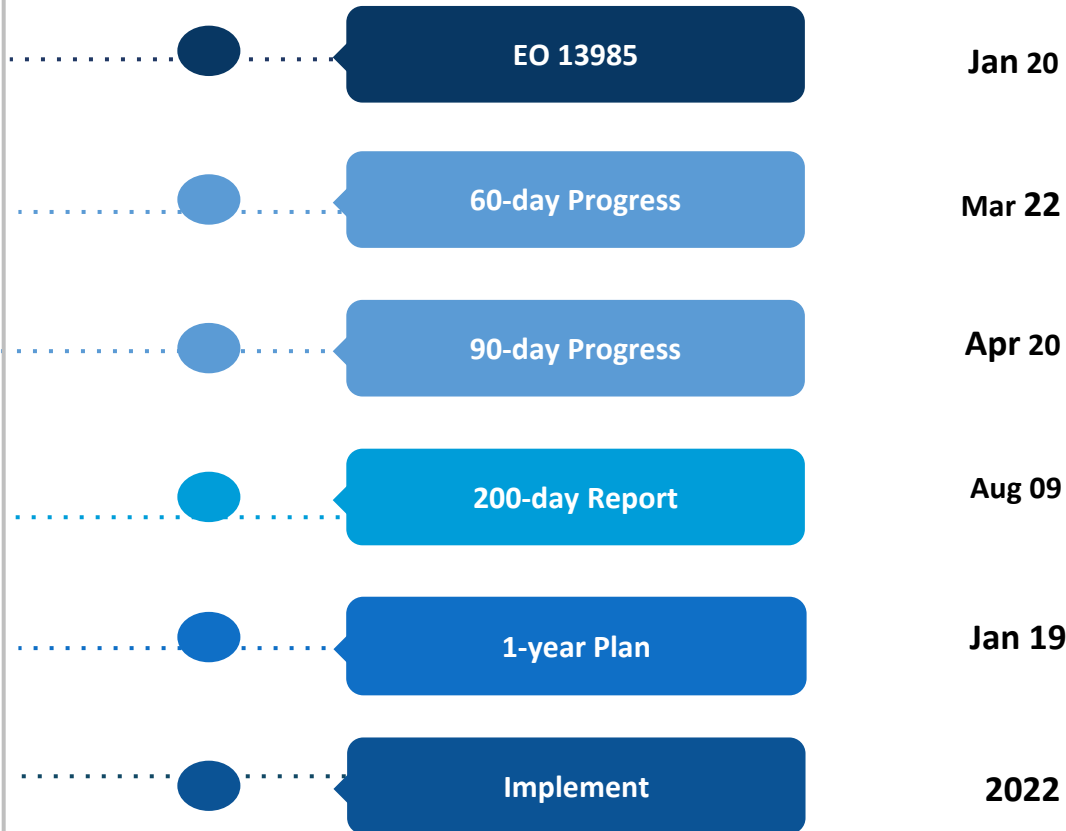 EO 13985
Jan 20
60-day Progress
Mar 22
90-day Progress
Apr 20
200-day Report
Aug 09
1-year Plan
Jan 19
Implement
2022